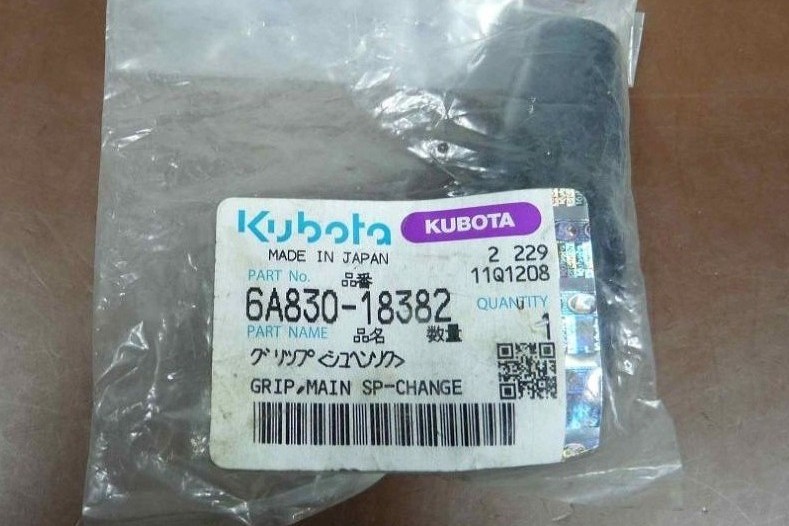 Kubota KUBOTA
MADE IN JAPAN 2 229
PART No. 品番 11Q1208
6A830-18382 QUANTITY
PART NAME 品名 数量 1
グリップ<シュヘンソク>
GRIP,MAIN SP-CHANGE